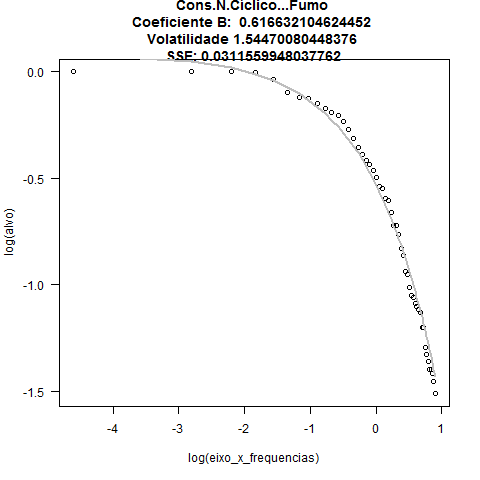 Cons.N.Ciclico...Fumo
Coeficiente B: 0.616632104624452
Volatilidade 1.54470080448376
SSE: 0.0311559948037762
0.0
-0.5
-1.0
-1.5
log(alvo)
-4
-3
-2
-1
0
1
log(eixo_x_frequencias)